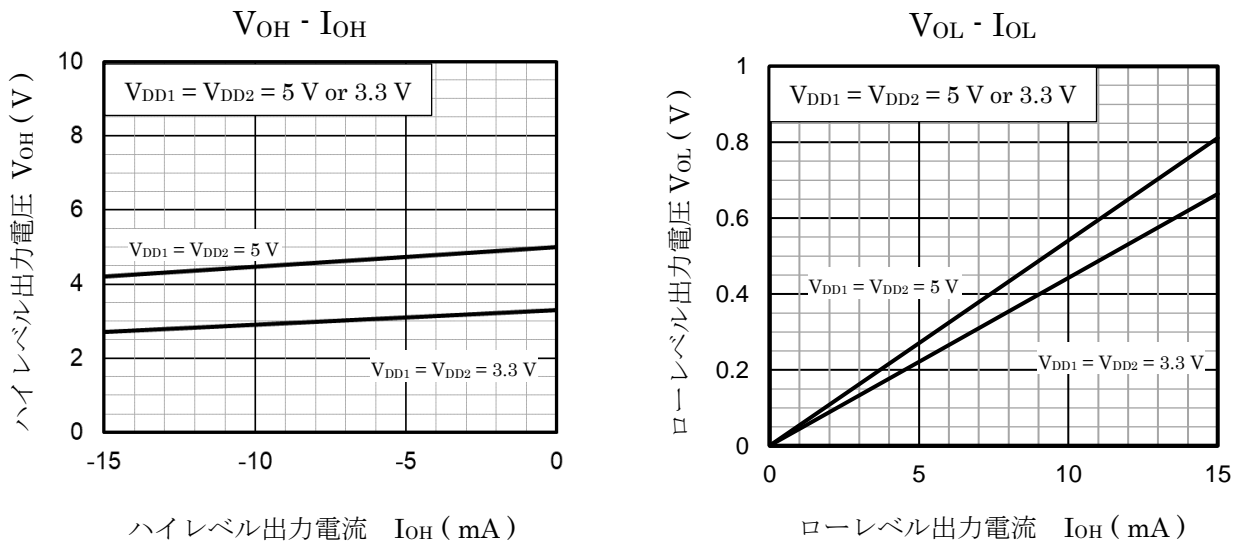 VOH - IOH
ハイレベル出力電圧 VOH ( V )
10
8
6
4
2
0
VDD1 = VDD2 = 5 V or 3.3 V
VDD1 = VDD2 = 5 V
VDD1 = VDD2 = 3.3 V
-15
-10
-5
0
ハイレベル出力電流 IOH ( mA )
VOL - IOL
ローレベル出力電圧 VOL ( V )
1
0.8
0.6
0.4
0.2
0
VDD1 = VDD2 = 5 V or 3.3 V
VDD1 = VDD2 = 5 V
VDD1 = VDD2 = 3.3 V
0
5
10
15
ローレベル出力電流 IOH ( mA )